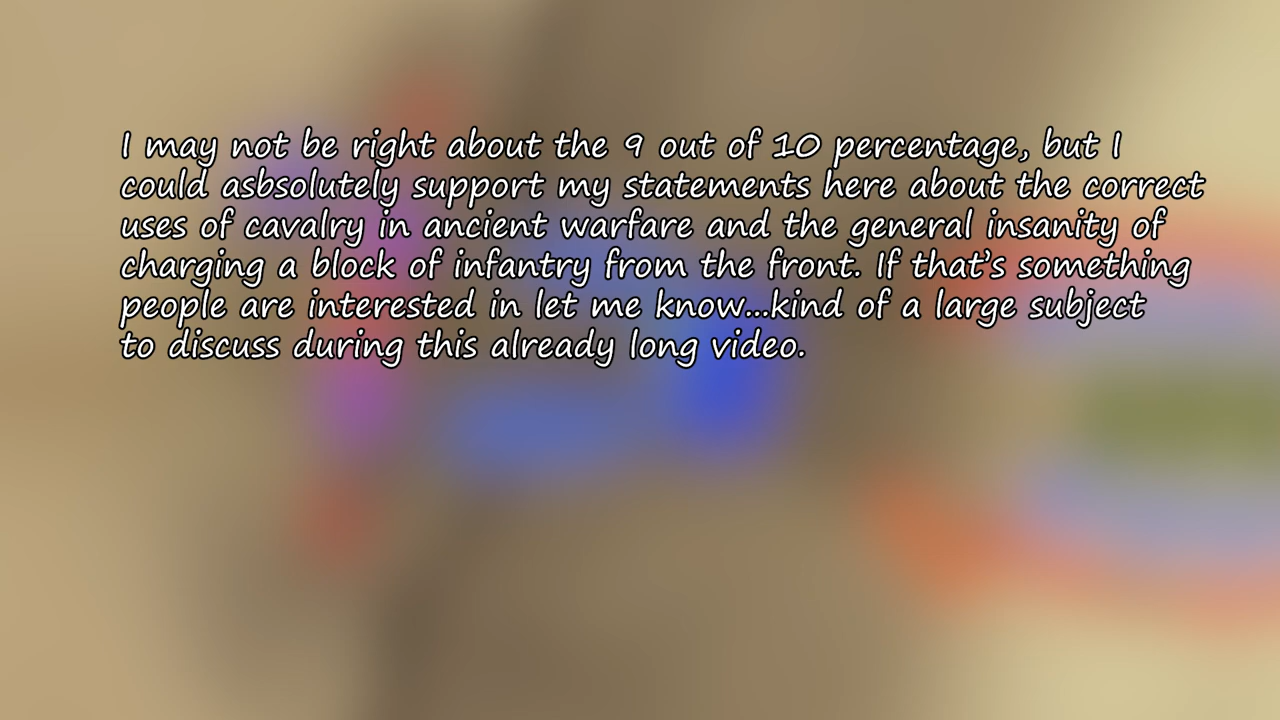 I may not be right about the 9 out of 10 percentage, but I
could asbsolutely support my statements here about the correct
uses of cavalry in ancient warfare and the general insanity of
charging a block of infantry from the front. If that's something
people are interested in let me know...kind of a large subject
to discuss during this already long video.